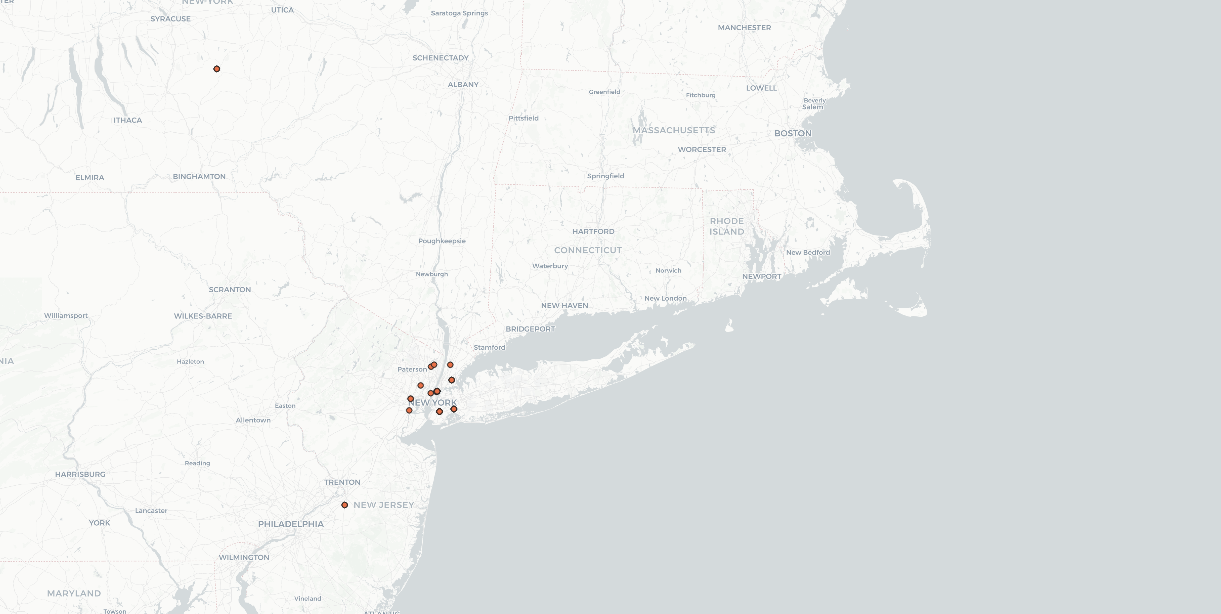 NEW YORK
SYRACUSE
UTICA
Saratoga Springs
MANCHESTER
SCHENECTADY
ALBANY
Greenfield
Fitchburg
LOWELL
Beverly
Salem
ITHACA
Pittsfield
MASSACHUSETTS
BOSTON
WORCESTER
ELMIRA
BINGHAMTON
Springfield
RHODE
ISLAND
HARTFORD
Poughkeepsie
CONNECTICUT
New Bedford
Waterbury
Norwich
Newburgh
NEWPORT
SCRANTON
New London
NEW HAVEN
Williamsport
WILKES-BARRE
BRIDGEPORT
Stamford
Hazleton
Paterson
NEW YORK
Easton
Allentown
Reading
HARRISBURG
TRENTON
NEW JERSEY
Lancaster
YORK
PHILADELPHIA
WILMINGTON
MARYLAND
Vineland
Towson